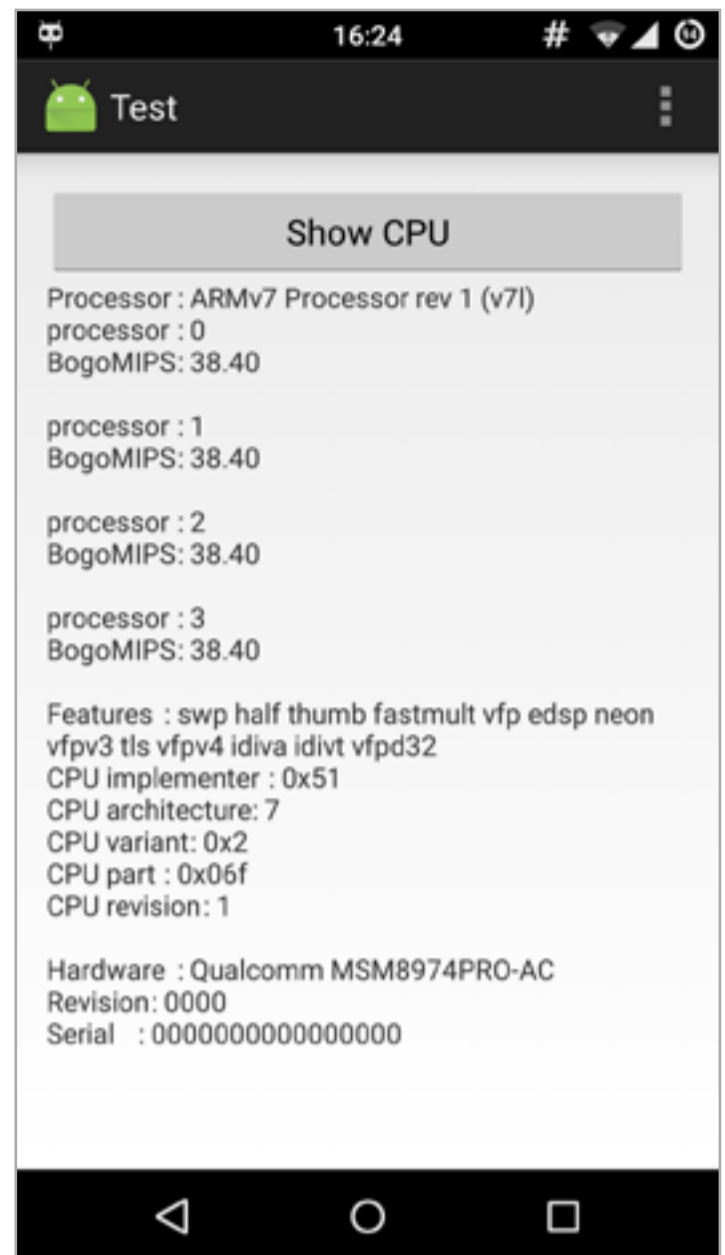 16:24 #
Test
Show CPU
Processor : ARMv7 Processor rev 1 (v7l)
processor : 0
BogoMIPS: 38.40
processor : 1
BogoMIPS: 38.40
processor : 2
BogoMIPS: 38.40
processor : 3
BogoMIPS: 38.40
Features : swp half thumb fastmult vfp edsp neon
vfpv3 tls vfpv4 idiva idivt vfpd32
CPU implementer : 0x51
CPU architecture: 7
CPU variant: 0x2
CPU part : 0x06f
CPU revision: 1
Hardware : Qualcomm MSM8974PRO-AC
Revision: 0000
Serial : 0000000000000000